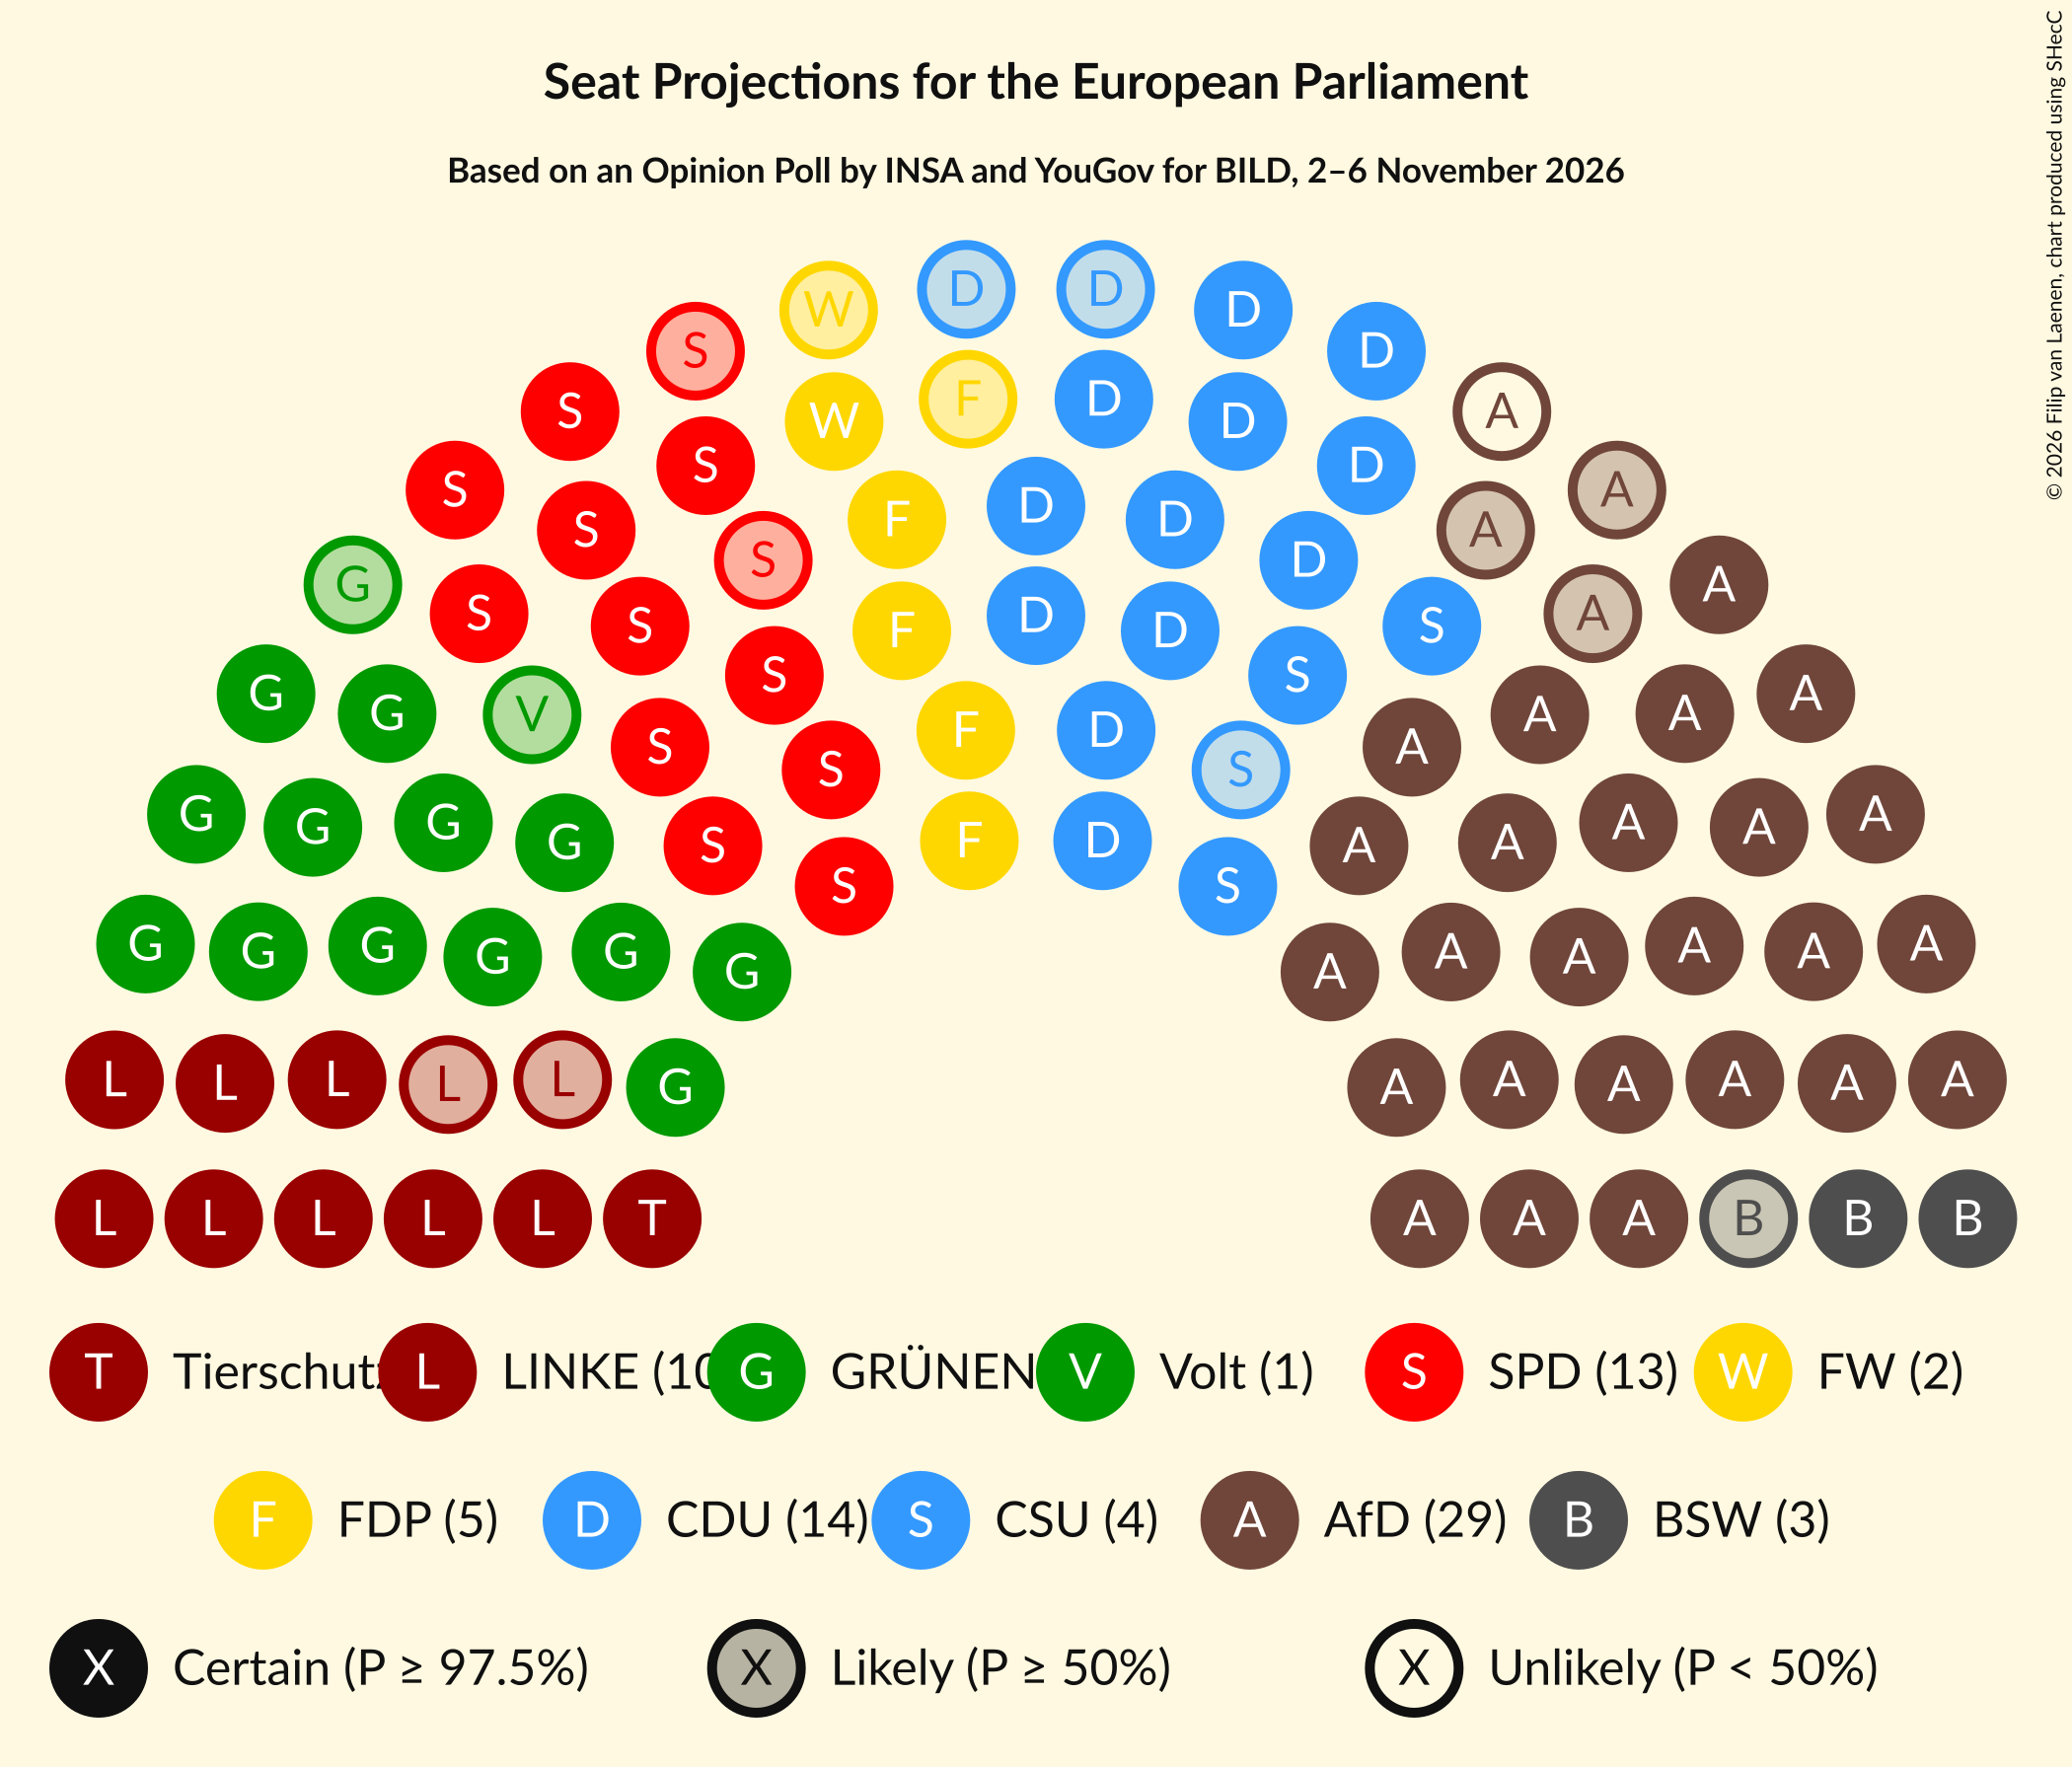 © 2026 Filip van Laenen, chart produced using SHecC
Seat Projections for the European Parliament
Based on an Opinion Poll by INSA and YouGov for BILD, 2–6 November 2026
D D
W D
S D
F D
S A
W D
S D
S A
D
F D
S A
S D
G A
S D A
S F D S
S S
G A
G V A A
F D
S A
S S
G A
G G A A
G F D A
S A
S S
G G G G G A A A A A
G A
G A
L L L L L G A A A A A A
L L L L L T A A A B B B
T Tierschut L LINKE (10 G GRÜNEN V Volt (1) S SPD (13) W FW (2)
F FDP (5) D CDU (14) S CSU (4) A AfD (29) B BSW (3)
X Certain (P ≥ 97.5%) X Likely (P ≥ 50%) X Unlikely (P < 50%)